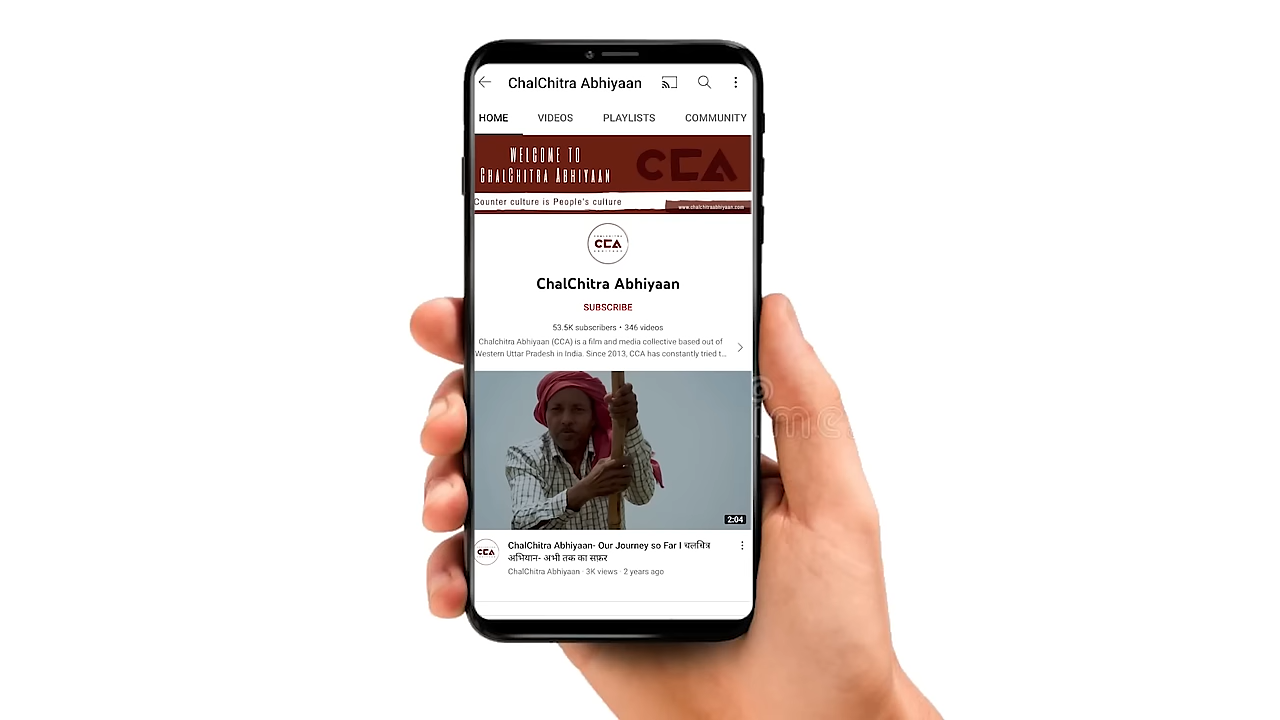 ChalChitra Abhiyaan
HOME VIDEOS PLAYLISTS COMMUNITY
WELCOME TO
CHALCHITRA ABHIYAAN
CCA
Counter culture is People's culture
www.chalchitraabhiyaan.com
CCA
ChalChitra Abhiyaan
SUBSCRIBE
53.5K subscribers • 346 videos
Chalchitra Abhiyaan (CCA) is a film and media collective based out of
Western Uttar Pradesh in India. Since 2013, CCA has constantly tried t...
2:04
CCA
ChalChitra Abhiyaan- Our Journey so Far I चलचित्र
अभियान- अभी तक का सफ़र
ChalChitra Abhiyaan · 3K views · 2 years ago